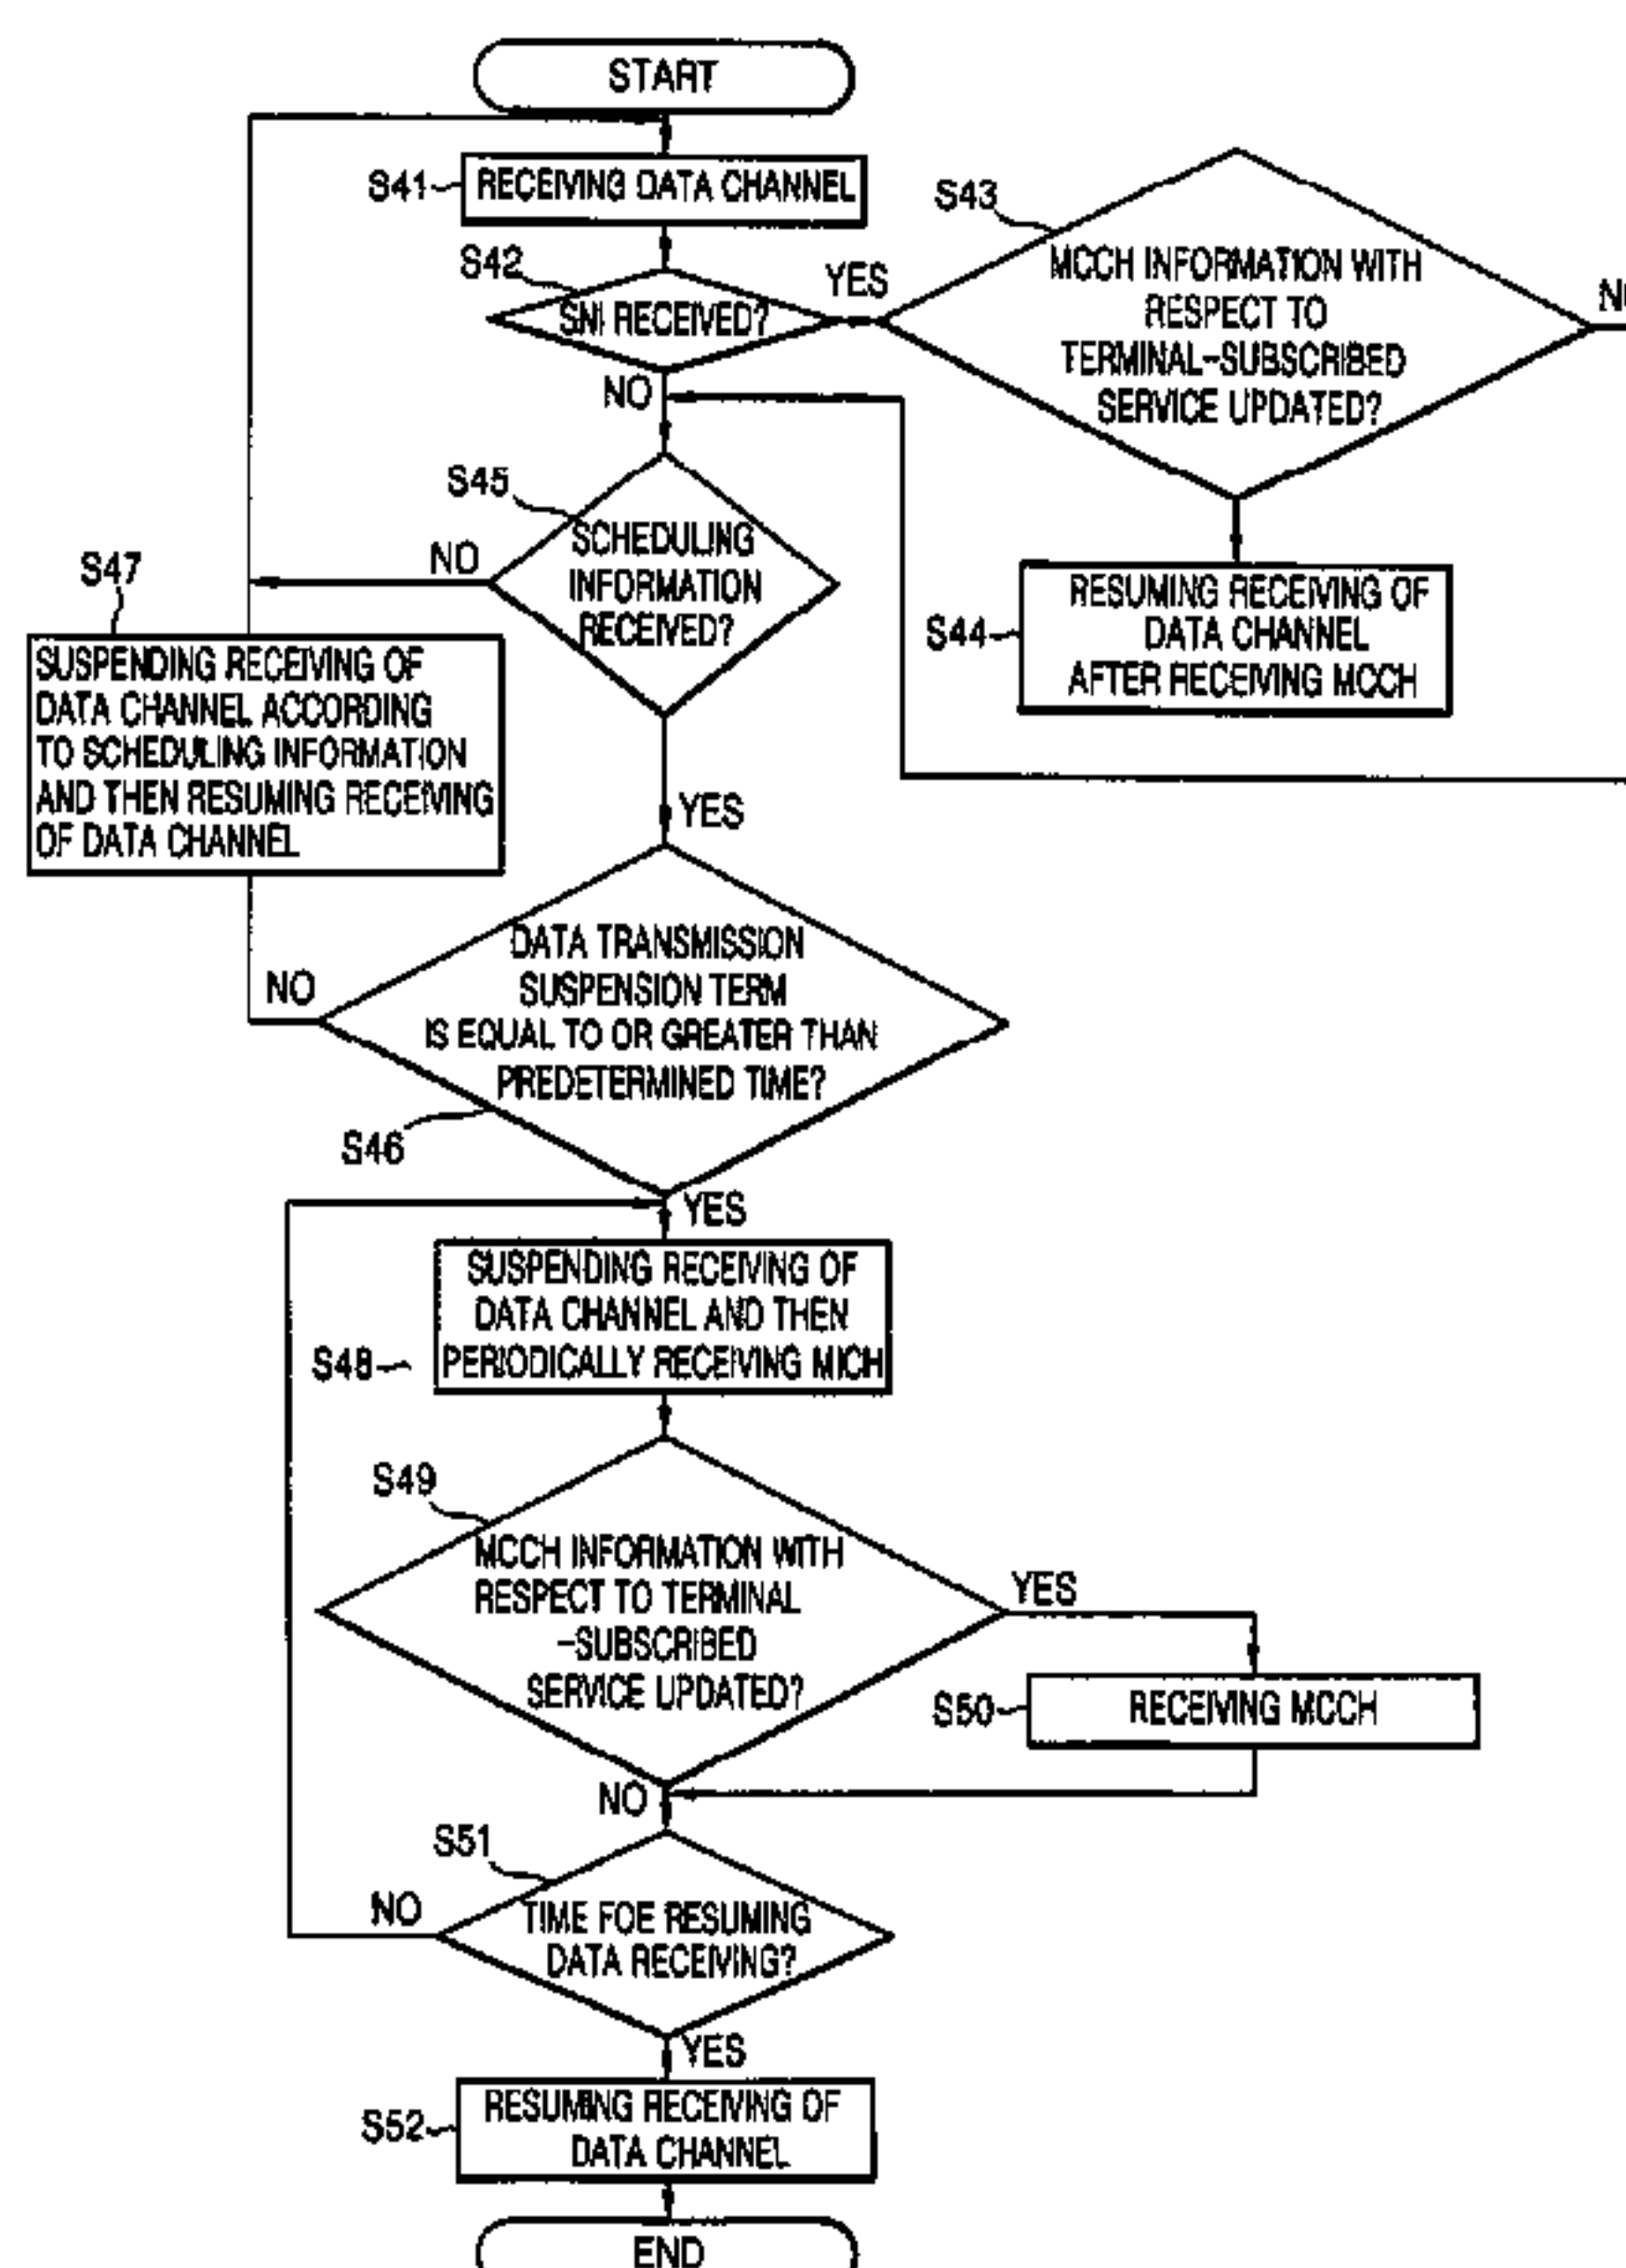 START
S41
RECEIVING DATA CHANNEL
S42
SNI RECEIVED?
YES
NO
S43
MCCH INFORMATION WITH
RESPECT TO
TERMINAL-SUBSCRIBED
SERVICE UPDATED?
S44
RESUMING RECEIVING OF
DATA CHANNEL
AFTER RECEIVING MCCH
S45
SCHEDULING
INFORMATION
RECEIVED?
NO
YES
S47
SUSPENDING RECEIVING OF
DATA CHANNEL ACCORDING
TO SCHEDULING INFORMATION
AND THEN RESUMING RECEIVING
OF DATA CHANNEL
DATA TRANSMISSION
SUSPENSION TERM
IS EQUAL TO OR GREATER THAN
PREDETERMINED TIME?
NO
S46
YES
SUSPENDING RECEIVING OF
DATA CHANNEL AND THEN
PERIODICALLY RECEIVING MICH
S48
S49
MCCH INFORMATION WITH
RESPECT TO TERMINAL
-SUBSCRIBED
SERVICE UPDATED?
YES
S50
RECEIVING MCCH
NO
S51
TIME FOE RESUMING
DATA RECEIVING?
NO
YES
S52
RESUMING RECEIVING OF
DATA CHANNEL
END